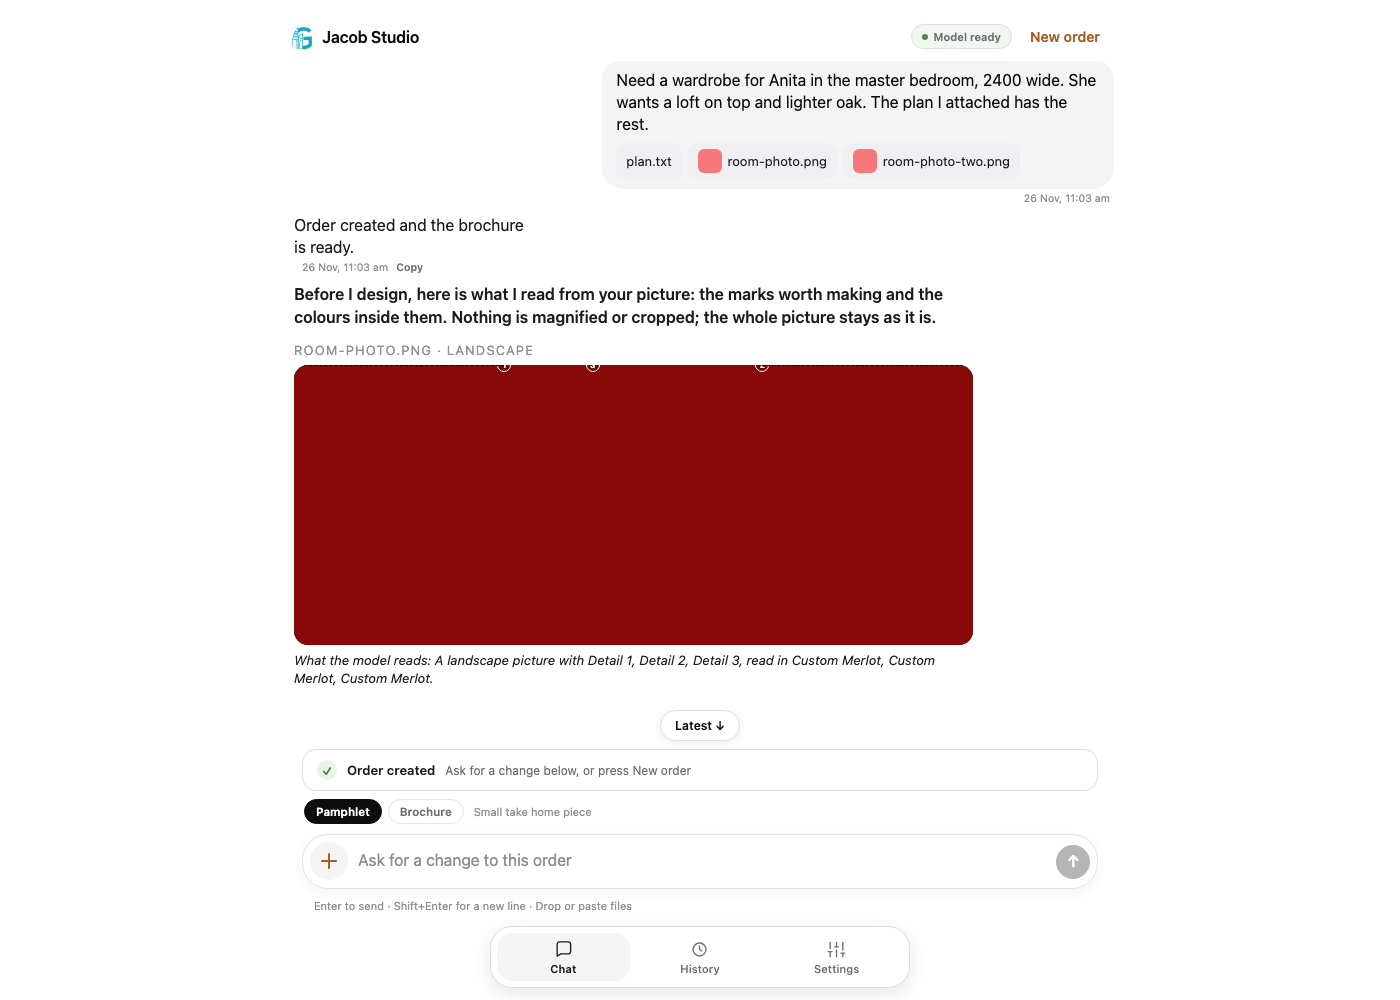 Jacob Studio
Model ready
New order
Need a wardrobe for Anita in the master bedroom, 2400 wide. She
wants a loft on top and lighter oak. The plan I attached has the
rest.
plan.txt
room-photo.png
room-photo-two.png
26 Nov, 11:03 am
Order created and the brochure
is ready.
26 Nov, 11:03 am Copy
Before I design, here is what I read from your picture: the marks worth making and the
colours inside them. Nothing is magnified or cropped; the whole picture stays as it is.
ROOM-PHOTO.PNG · LANDSCAPE
What the model reads: A landscape picture with Detail 1, Detail 2, Detail 3, read in Custom Merlot, Custom
Merlot, Custom Merlot.
Latest ↓
Order created Ask for a change below, or press New order
Pamphlet
Brochure
Small take home piece
Ask for a change to this order
Enter to send · Shift+Enter for a new line · Drop or paste files
Chat
History
Settings